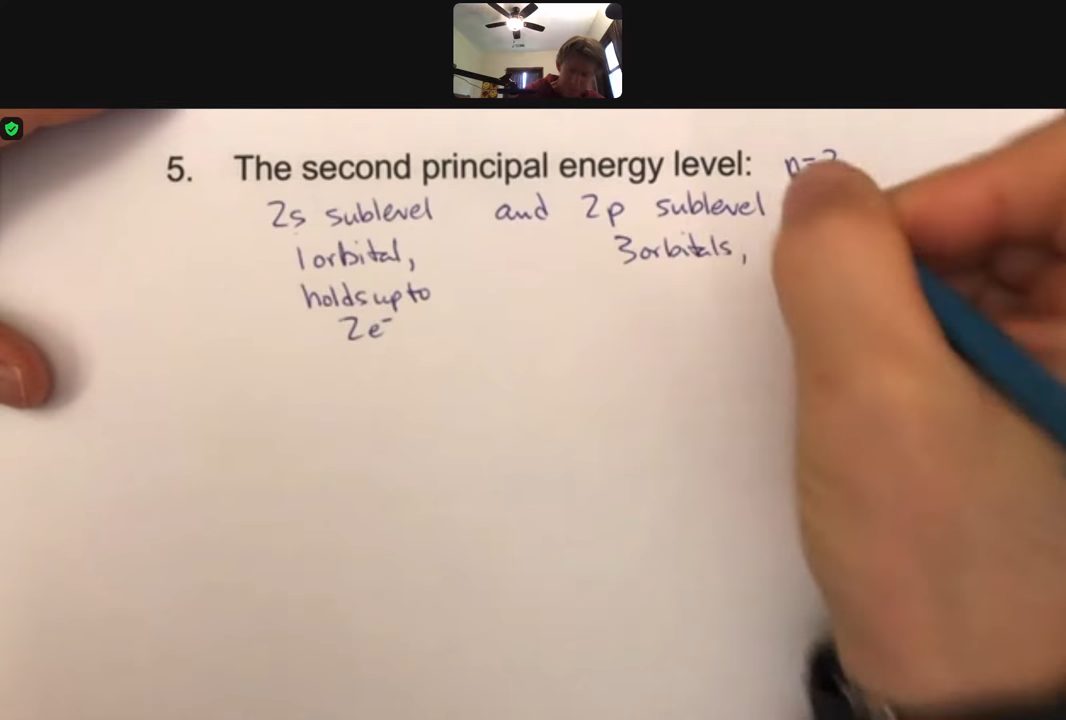 5. The second principal energy level: n=2
2s sublevel and 2p sublevel
1 orbital, 3 orbitals,
holds up to
2e⁻